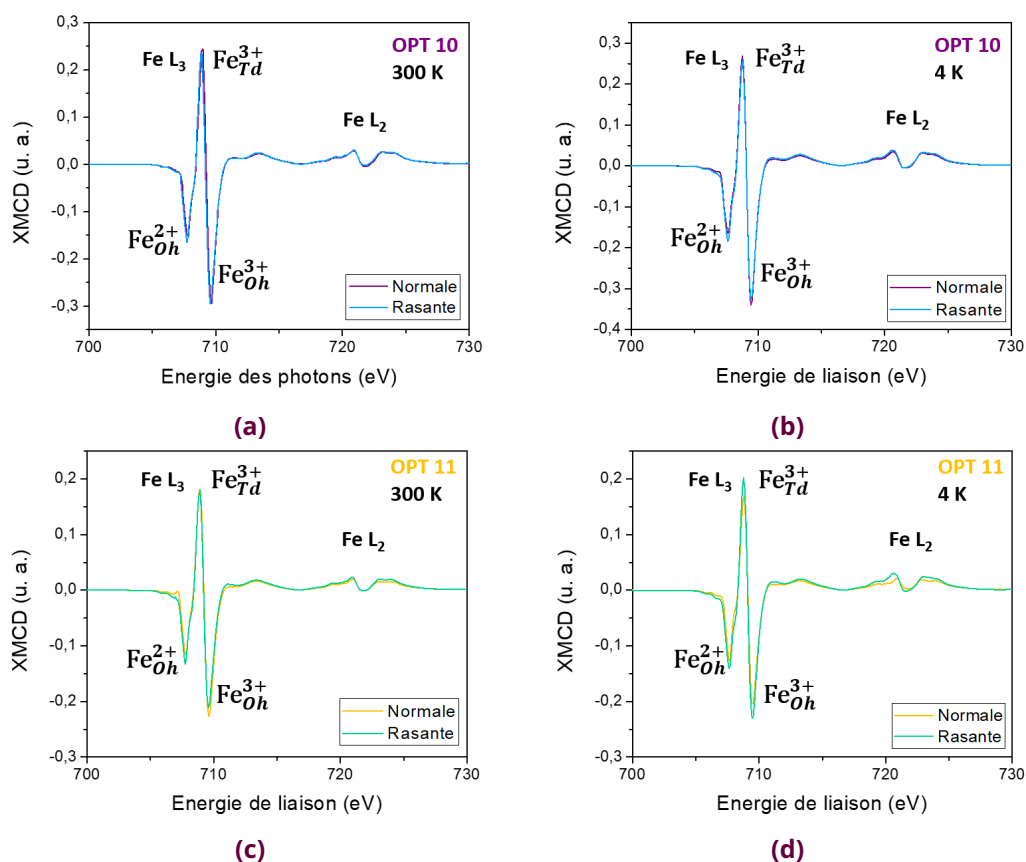 0,3
0,2
0,1
0,0
-0,1
-0,2
-0,3
XMCD (u. a.)
Fe L3
Fe3+Td
OPT 10
300 K
Fe L2
Fe2+Oh
Fe3+Oh
Normale
Rasante
700 710 720 730
Energie des photons (eV)
(a)
0,3
0,2
0,1
0,0
-0,1
-0,2
-0,3
-0,4
XMCD (u. a.)
Fe L3
Fe3+Td
OPT 10
4 K
Fe L2
Fe2+Oh
Fe3+Oh
Normale
Rasante
700 710 720 730
Energie de liaison (eV)
(b)
0,2
0,1
0,0
-0,1
-0,2
-0,3
XMCD (u. a.)
Fe L3
Fe3+Td
OPT 11
300 K
Fe L2
Fe2+Oh
Fe3+Oh
Normale
Rasante
700 710 720 730
Energie de liaison (eV)
(c)
0,2
0,1
0,0
-0,1
-0,2
-0,3
XMCD (u. a.)
Fe L3
Fe3+Td
OPT 11
4 K
Fe L2
Fe2+Oh
Fe3+Oh
Normale
Rasante
700 710 720 730
Energie de liaison (eV)
(d)